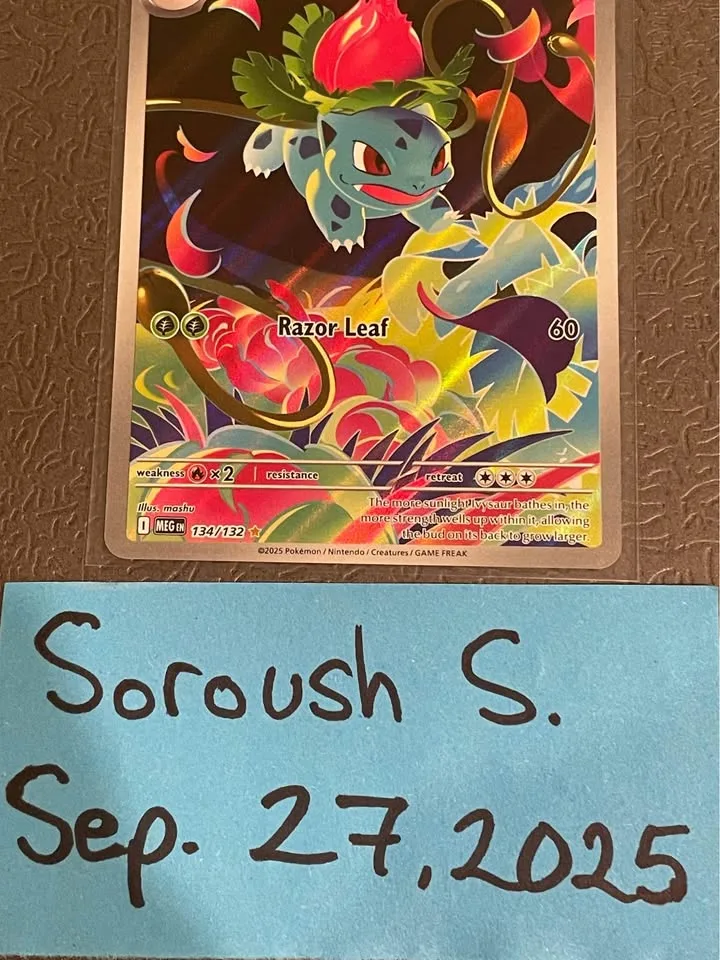 Razor Leaf 60
weakness ×2 resistance retreat
Illus. mashu
The more sunlight Ivysaur bathes in, the
more strength wells up within it, allowing
the bud on its back to grow larger.
I MEG EN 134/132
©2025 Pokémon / Nintendo / Creatures / GAME FREAK
Soroush S.
Sep. 27, 2025